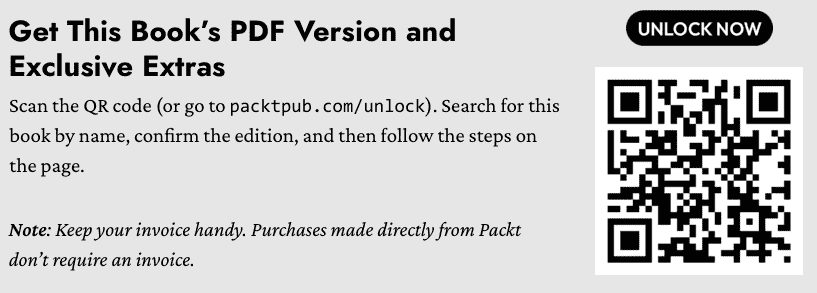 Get This Book’s PDF Version and
Exclusive Extras
UNLOCK NOW
Scan the QR code (or go to packtpub.com/unlock). Search for this
book by name, confirm the edition, and then follow the steps on
the page.
Note: Keep your invoice handy. Purchases made directly from Packt
don’t require an invoice.